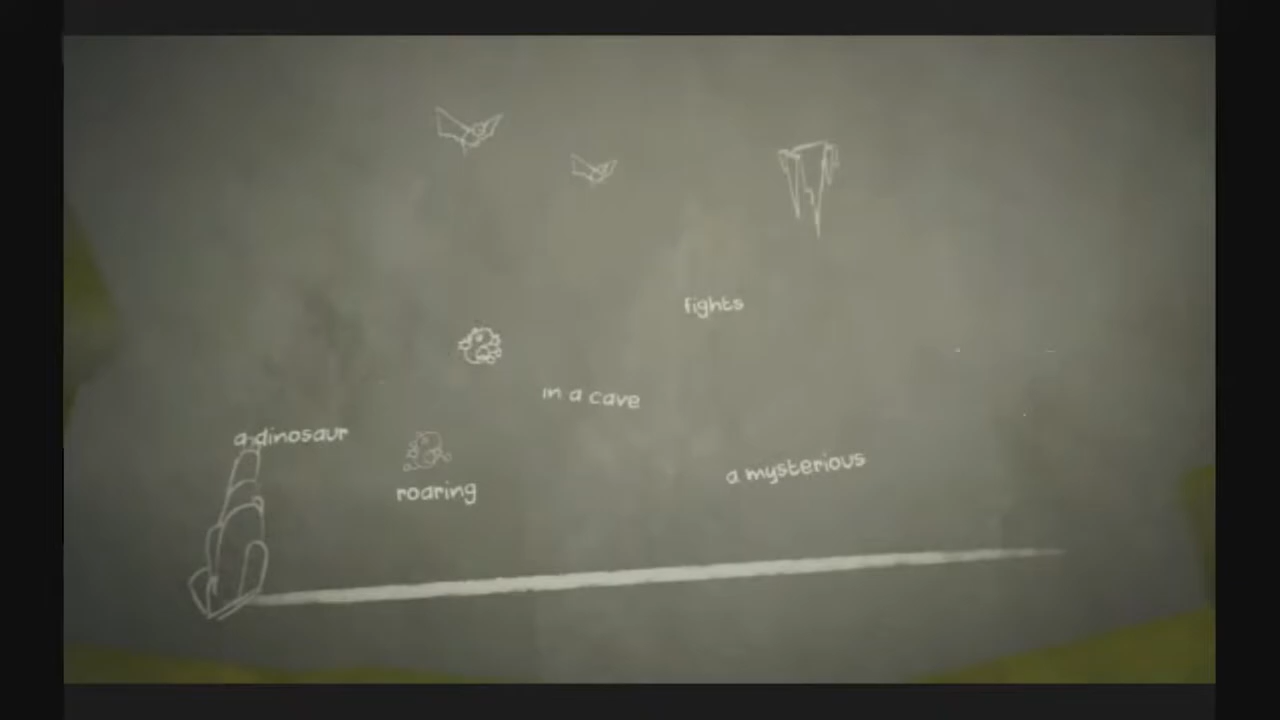 fights
in a cave
a dinosaur
a mysterious
roaring